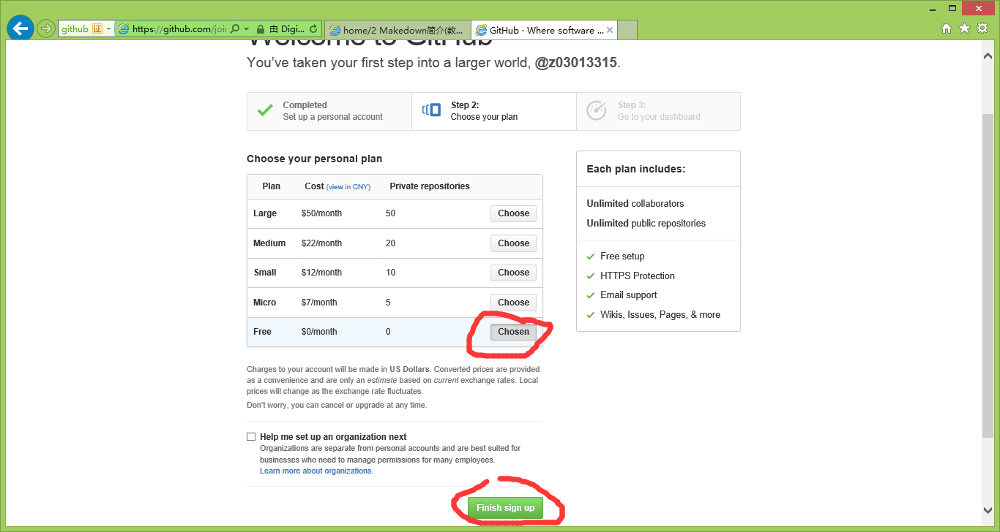 github 证
https://github.com/joi
由 Digi...
home/2 Makedown简介(教...
GitHub · Where software ...
Welcome to GitHub
You've taken your first step into a larger world, @z03013315.
Completed
Set up a personal account
Step 2:
Choose your plan
Step 3:
Go to your dashboard
Choose your personal plan
Plan Cost (view in CNY) Private repositories
Large $50/month 50 Choose
Medium $22/month 20 Choose
Small $12/month 10 Choose
Micro $7/month 5 Choose
Free $0/month 0 Chosen
Charges to your account will be made in US Dollars. Converted prices are provided
as a convenience and are only an estimate based on current exchange rates. Local
prices will change as the exchange rate fluctuates.
Don't worry, you can cancel or upgrade at any time.
Help me set up an organization next
Organizations are separate from personal accounts and are best suited for
businesses who need to manage permissions for many employees.
Learn more about organizations.
Finish sign up
Each plan includes:
Unlimited collaborators
Unlimited public repositories
Free setup
HTTPS Protection
Email support
Wikis, Issues, Pages, & more